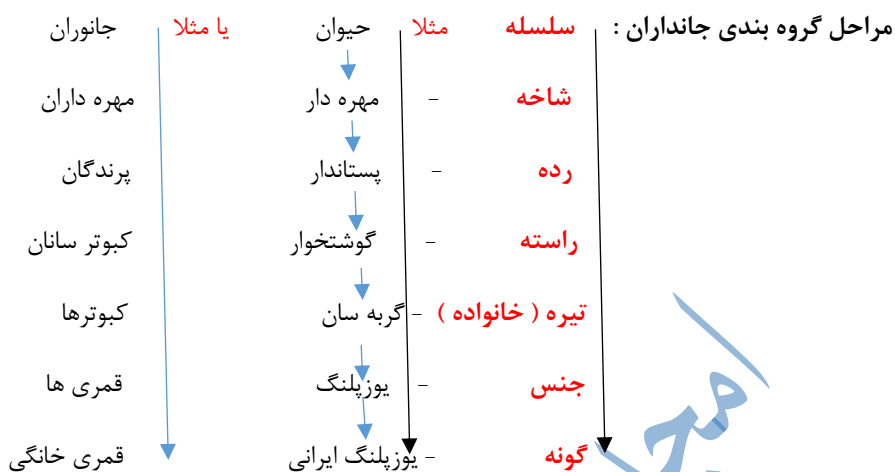 مراحل گروه بندی جانداران : سلسله مثلا حیوان یا مثلا جانوران
شاخه - مهره دار مهره داران
رده - پستاندار پرندگان
راسته - گوشتخوار کبوتر سانان
تیره ( خانواده ) - گربه سان کبوترها
جنس - یوزپلنگ قمری ها
گونه - یوزپلنگ ایرانی قمری خانگی